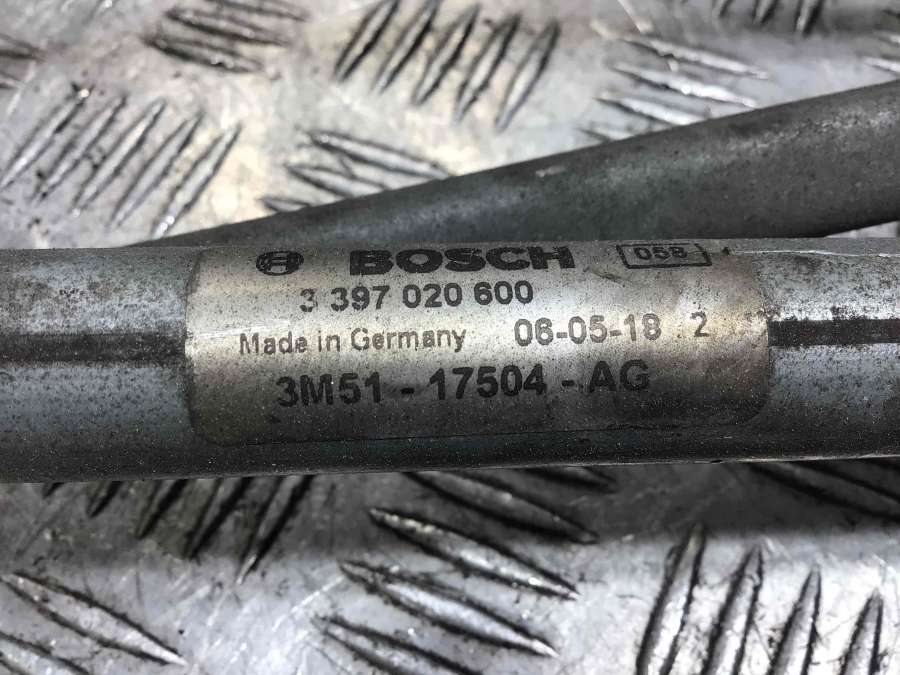 BOSCH 058
3 397 020 600
Made in Germany 06-05-18 2
3M51 - 17504 - AG